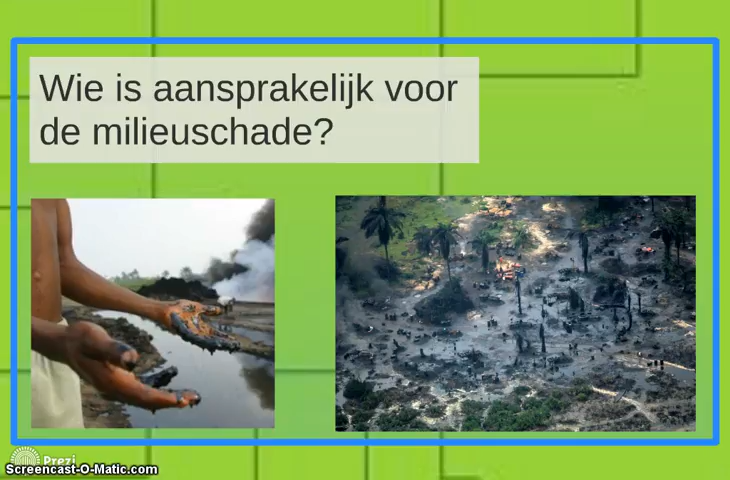 Wie is aansprakelijk voor
de milieuschade?
Prezi
Screencast-O-Matic.com